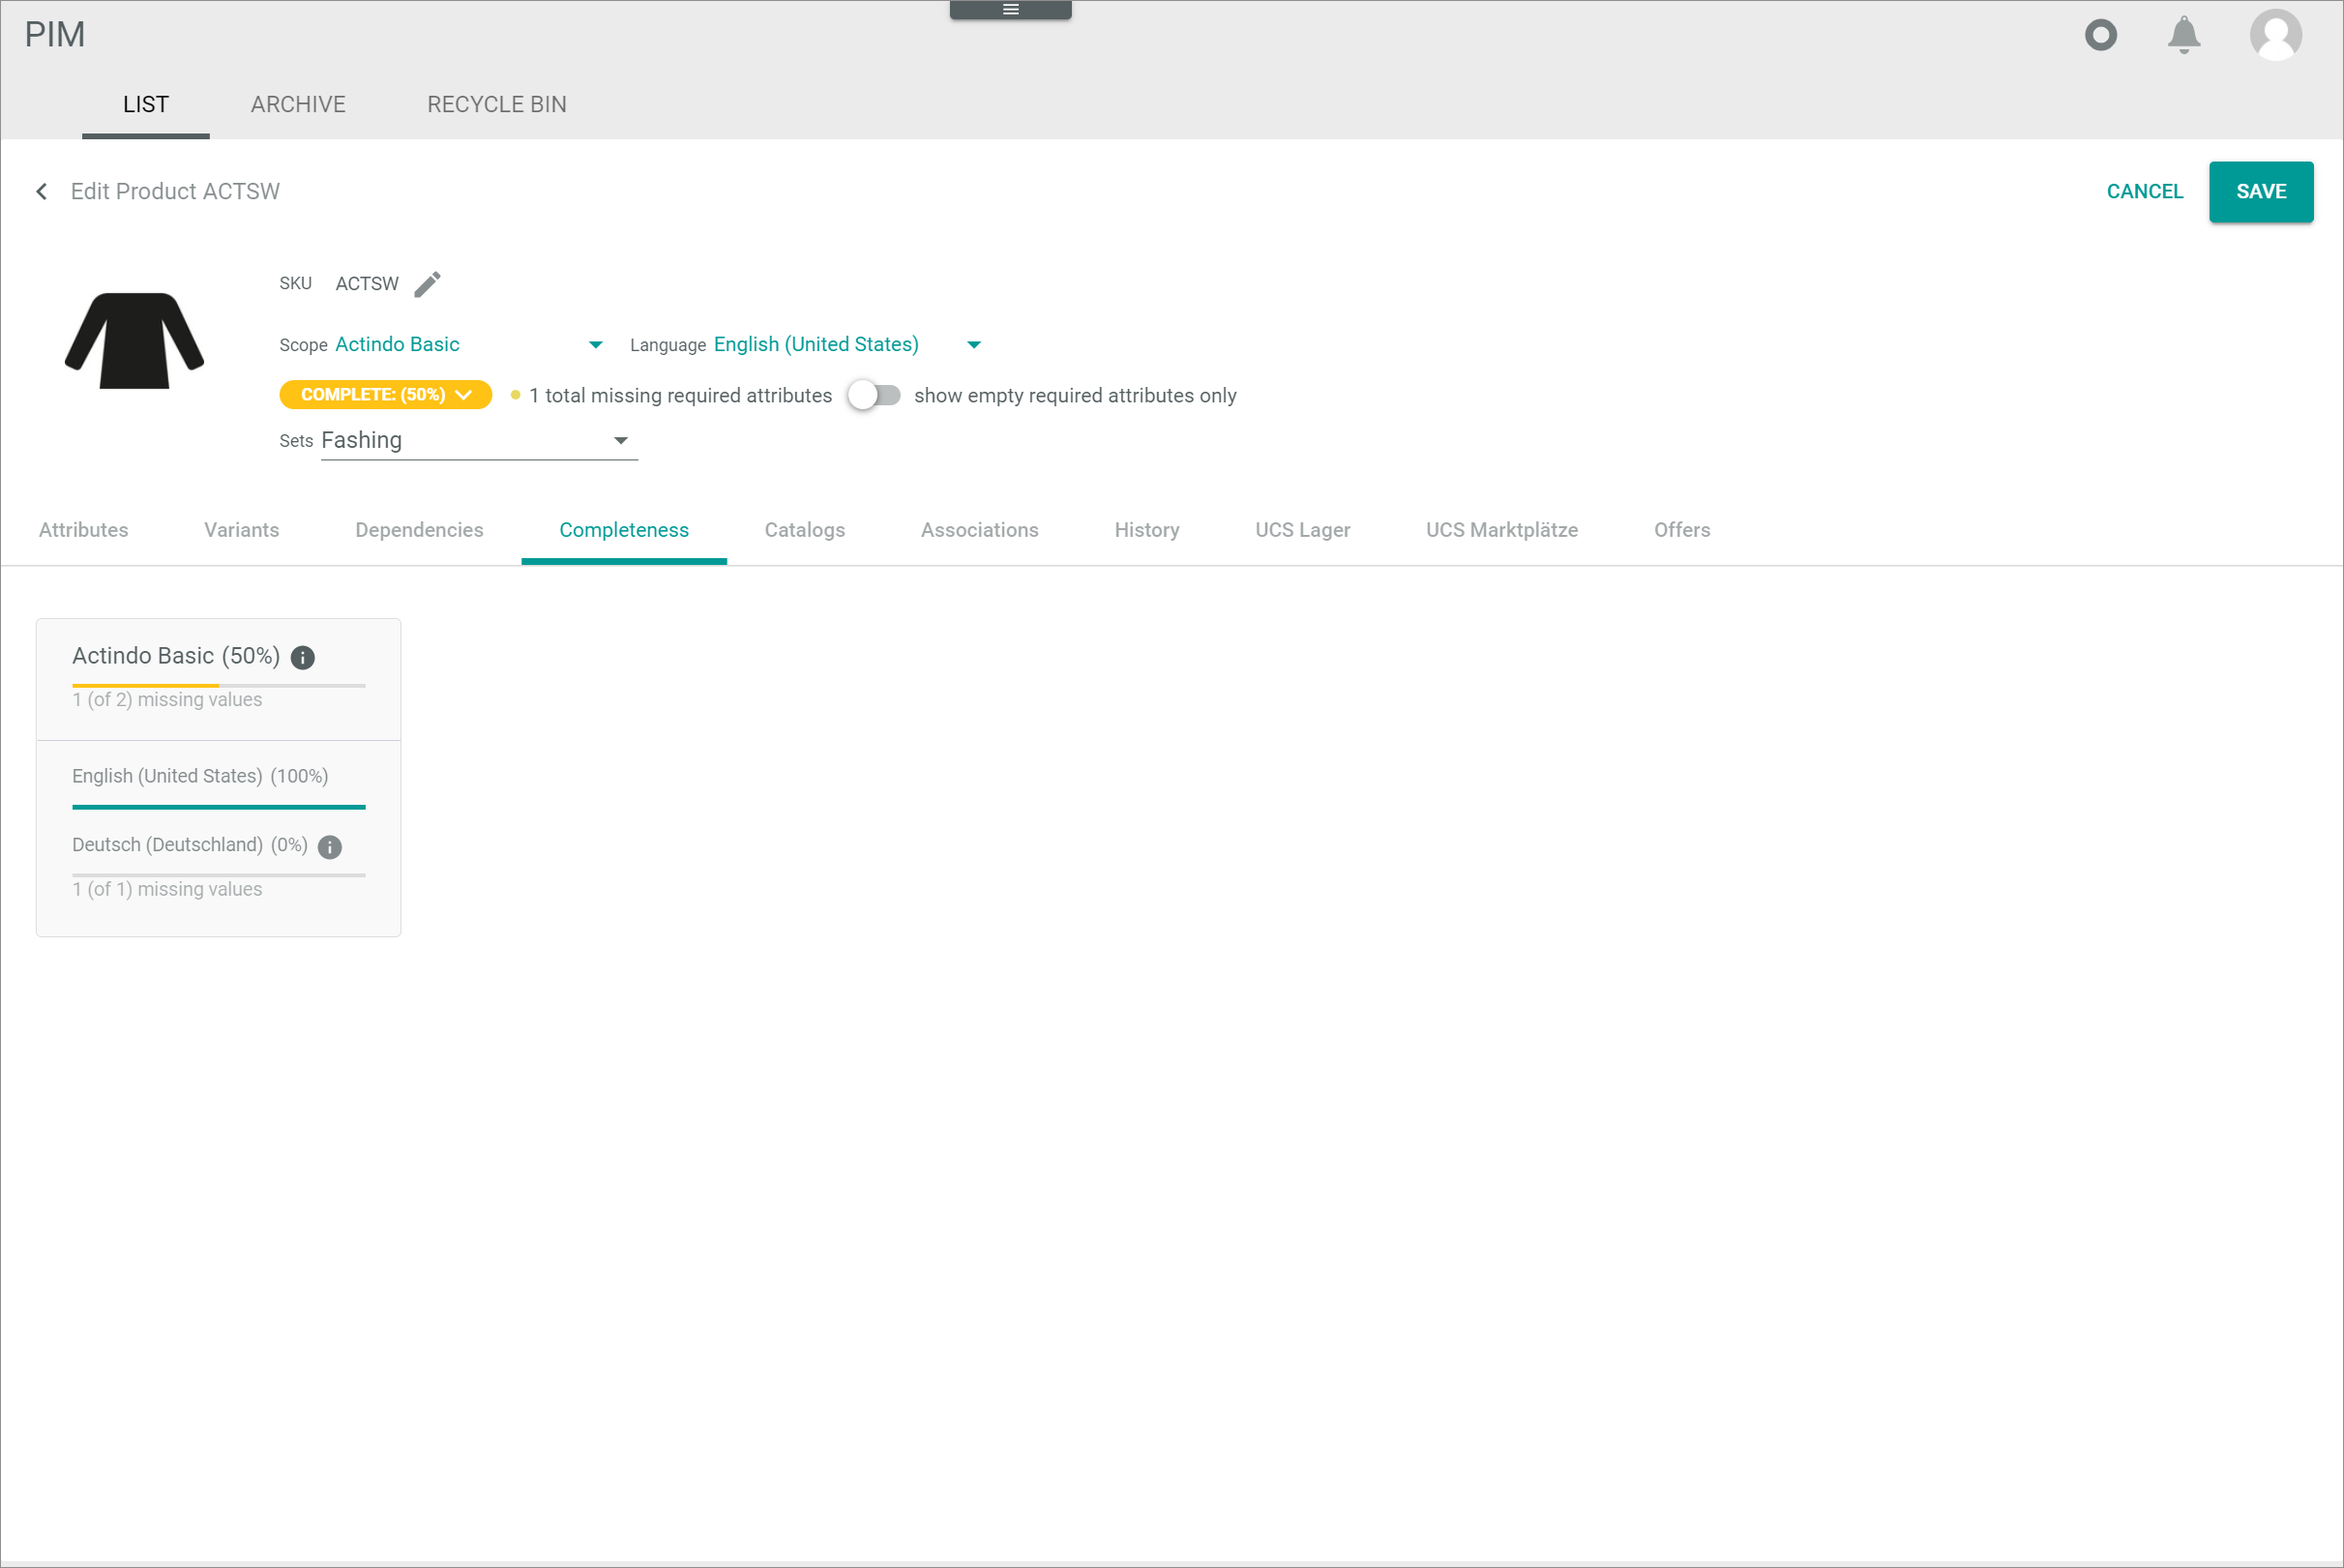 PIM
LIST ARCHIVE RECYCLE BIN
Edit Product ACTSW CANCEL SAVE
SKU ACTSW
Scope Actindo Basic Language English (United States)
COMPLETE: (50%) 1 total missing required attributes show empty required attributes only
Sets Fashing
Attributes Variants Dependencies Completeness Catalogs Associations History UCS Lager UCS Marktplätze Offers
Actindo Basic (50%)
1 (of 2) missing values
English (United States) (100%)
Deutsch (Deutschland) (0%)
1 (of 1) missing values